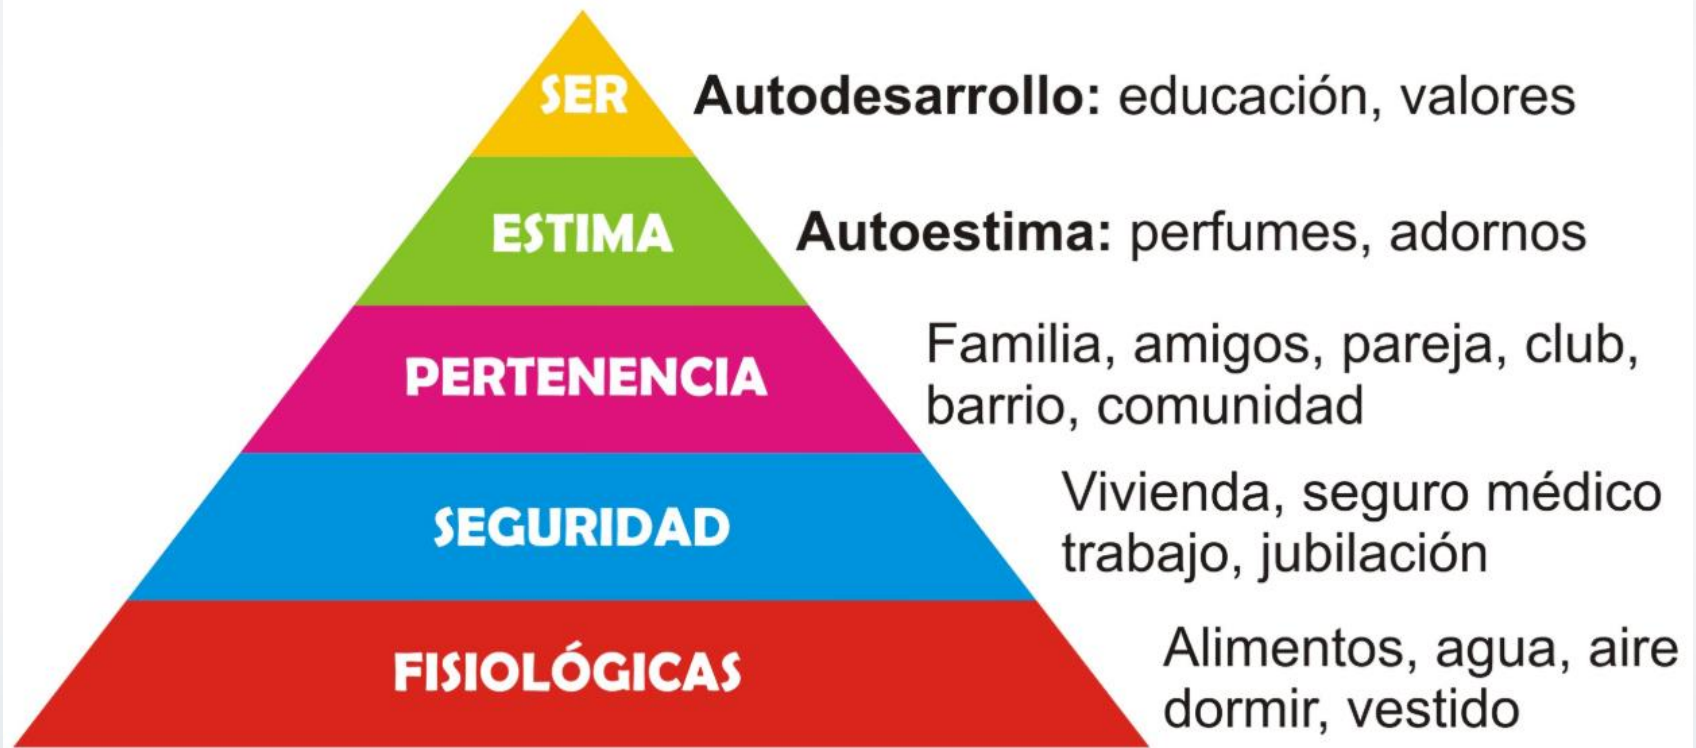 SER
Autodesarrollo: educación, valores
ESTIMA
Autoestima: perfumes, adornos
PERTENENCIA
Familia, amigos, pareja, club,
barrio, comunidad
SEGURIDAD
Vivienda, seguro médico
trabajo, jubilación
FISIOLÓGICAS
Alimentos, agua, aire
dormir, vestido